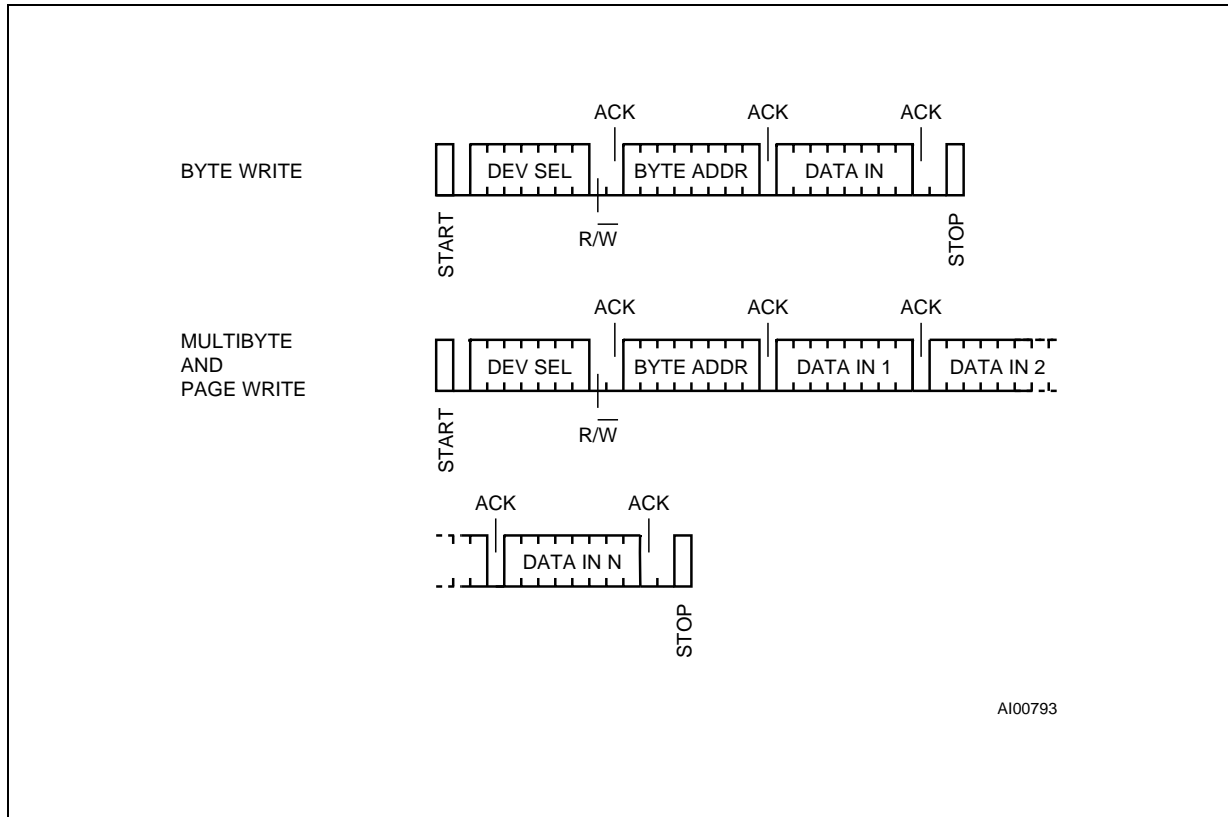 ACK ACK ACK
BYTE WRITE DEV SEL BYTE ADDR DATA IN
START R/W̅ STOP
ACK ACK ACK
MULTIBYTE
AND
PAGE WRITE
DEV SEL BYTE ADDR DATA IN 1 DATA IN 2
START R/W̅
ACK ACK
DATA IN N
STOP
AI00793